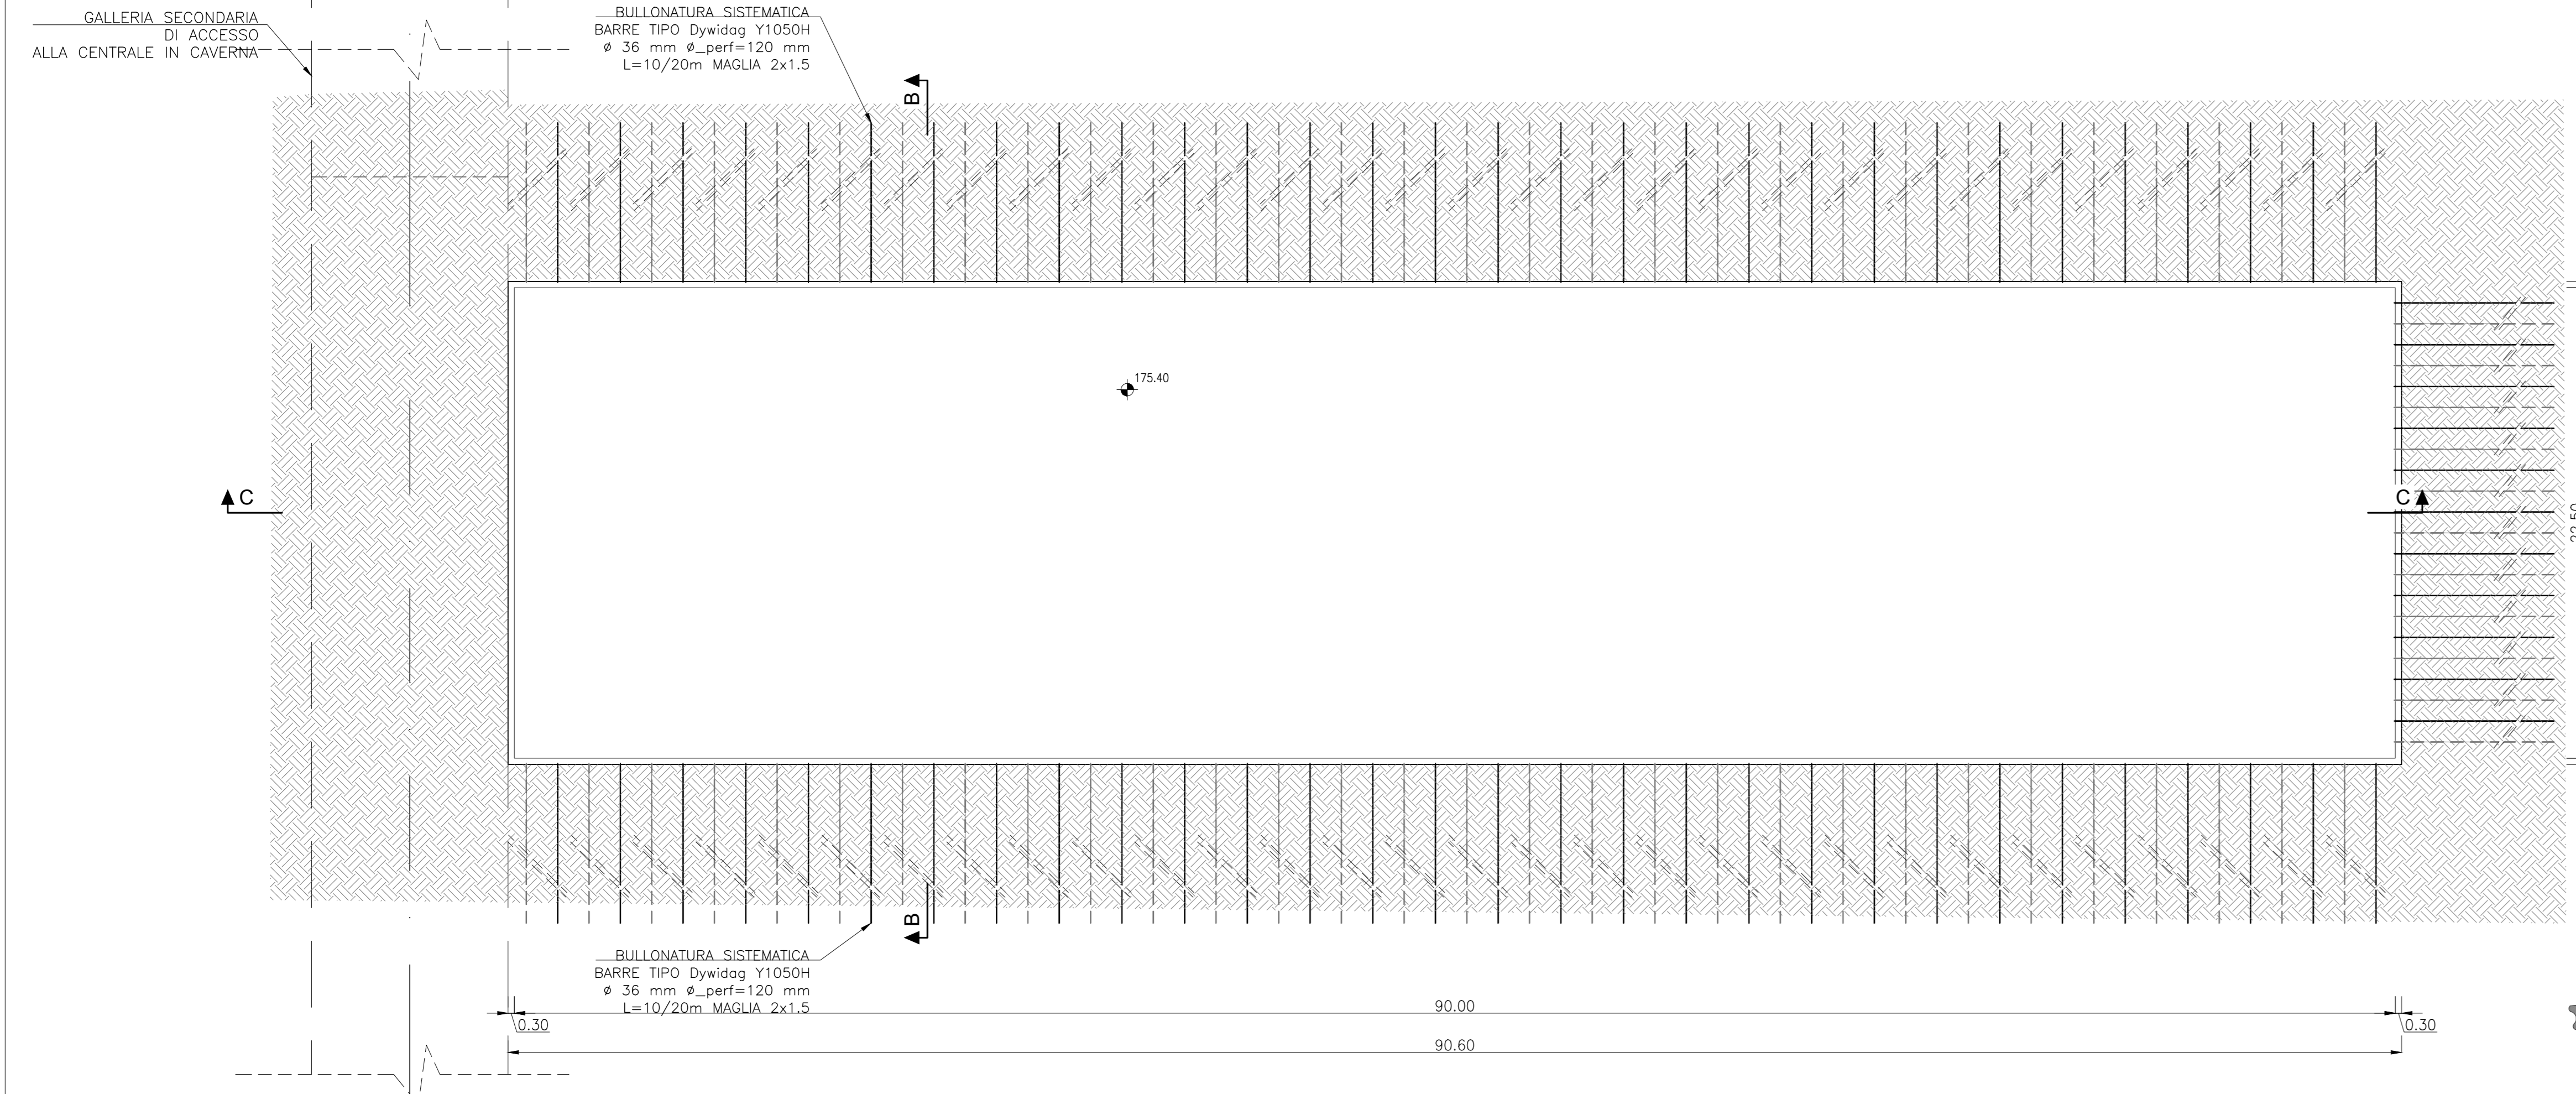 GALLERIA SECONDARIA
DI ACCESSO
ALLA CENTRALE IN CAVERNA
BULLONATURA SISTEMATICA
BARRE TIPO Dywidag Y1050H
ø 36 mm ø_perf=120 mm
L=10/20m MAGLIA 2x1.5
B
175.40
C
C
22.50
B
BULLONATURA SISTEMATICA
BARRE TIPO Dywidag Y1050H
ø 36 mm ø_perf=120 mm
L=10/20m MAGLIA 2x1.5
90.00
0.30
0.30
90.60